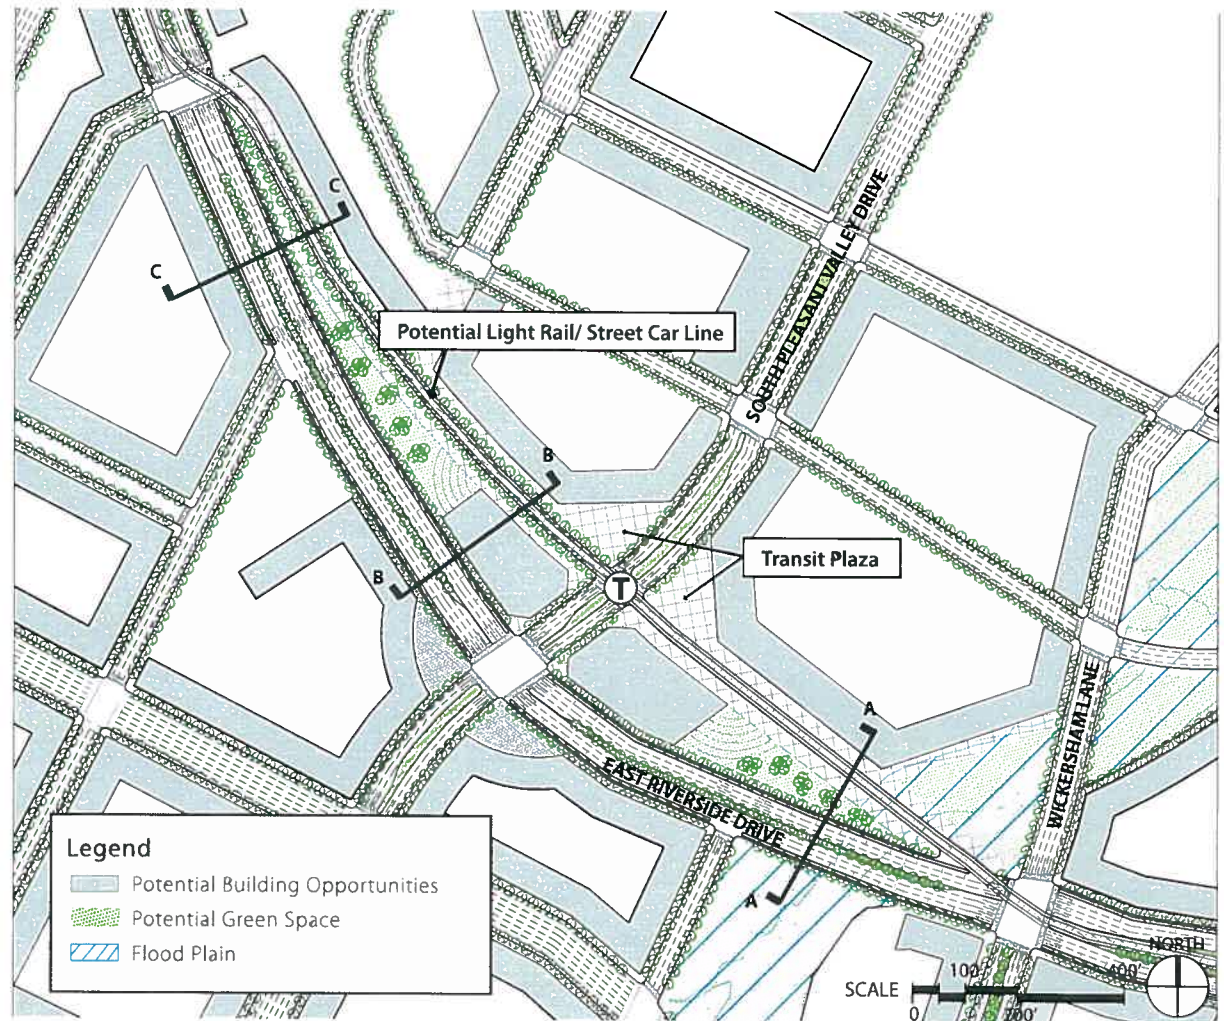 C
C
SOUTH PLEASANT VALLEY DRIVE
Potential Light Rail/ Street Car Line
B
B
Transit Plaza
T
A
A
WICKERSHAM LANE
EAST RIVERSIDE DRIVE
Legend
Potential Building Opportunities
Potential Green Space
Flood Plain
NORTH
SCALE
100'
400'
0
200'